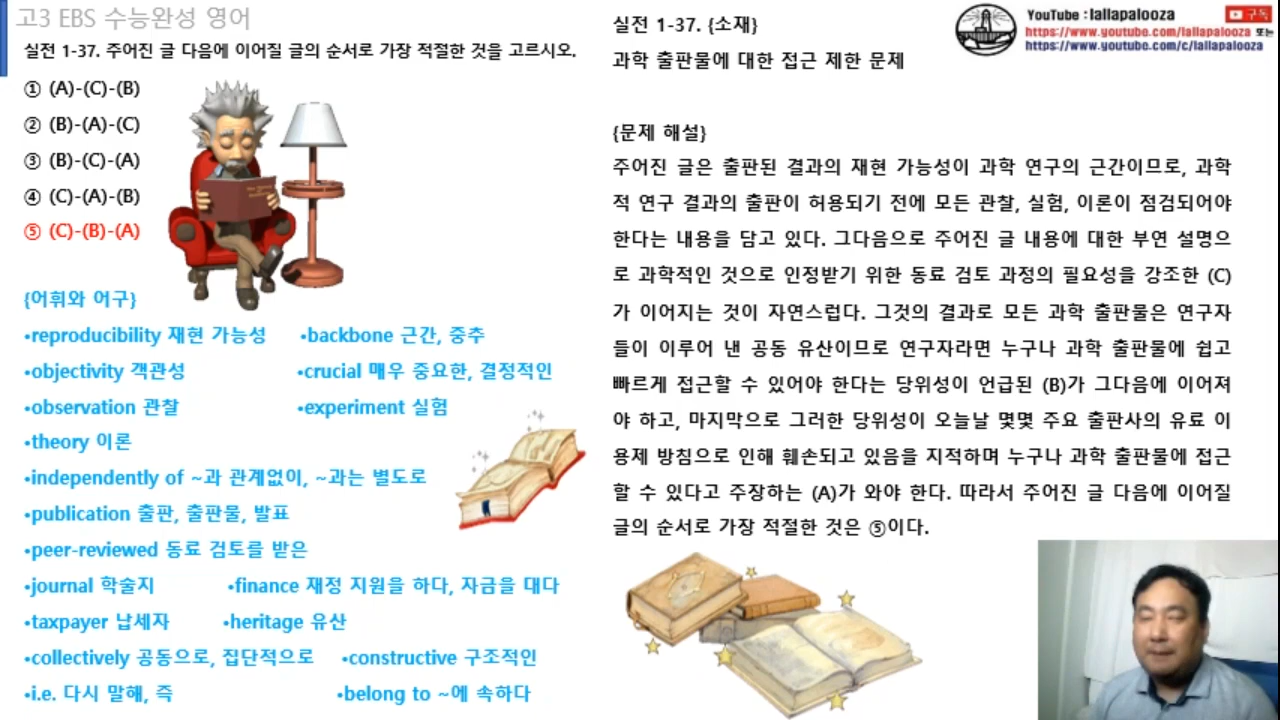 고3 EBS 수능완성 영어
실전 1-37. 주어진 글 다음에 이어질 글의 순서로 가장 적절한 것을 고르시오.
① (A)-(C)-(B)
② (B)-(A)-(C)
③ (B)-(C)-(A)
④ (C)-(A)-(B)
⑤ (C)-(B)-(A)
{어휘와 어구}
•reproducibility 재현 가능성 •backbone 근간, 중추
•objectivity 객관성 •crucial 매우 중요한, 결정적인
•observation 관찰 •experiment 실험
•theory 이론
•independently of ~과 관계없이, ~과는 별도로
•publication 출판, 출판물, 발표
•peer-reviewed 동료 검토를 받은
•journal 학술지 •finance 재정 지원을 하다, 자금을 대다
•taxpayer 납세자 •heritage 유산
•collectively 공동으로, 집단적으로 •constructive 구조적인
•i.e. 다시 말해, 즉 •belong to ~에 속하다
실전 1-37. {소재}
과학 출판물에 대한 접근 제한 문제
{문제 해설}
주어진 글은 출판된 결과의 재현 가능성이 과학 연구의 근간이므로, 과학
적 연구 결과의 출판이 허용되기 전에 모든 관찰, 실험, 이론이 점검되어야
한다는 내용을 담고 있다. 그다음으로 주어진 글 내용에 대한 부연 설명으
로 과학적인 것으로 인정받기 위한 동료 검토 과정의 필요성을 강조한 (C)
가 이어지는 것이 자연스럽다. 그것의 결과로 모든 과학 출판물은 연구자
들이 이루어 낸 공동 유산이므로 연구자라면 누구나 과학 출판물에 쉽고
빠르게 접근할 수 있어야 한다는 당위성이 언급된 (B)가 그다음에 이어져
야 하고, 마지막으로 그러한 당위성이 오늘날 몇몇 주요 출판사의 유료 이
용제 방침으로 인해 훼손되고 있음을 지적하며 누구나 과학 출판물에 접근
할 수 있다고 주장하는 (A)가 와야 한다. 따라서 주어진 글 다음에 이어질
글의 순서로 가장 적절한 것은 ⑤이다.
YouTube : lallapalooza
구독
https://www.youtube.com/lallapalooza 또는
https://www.youtube.com/c/lallapalooza